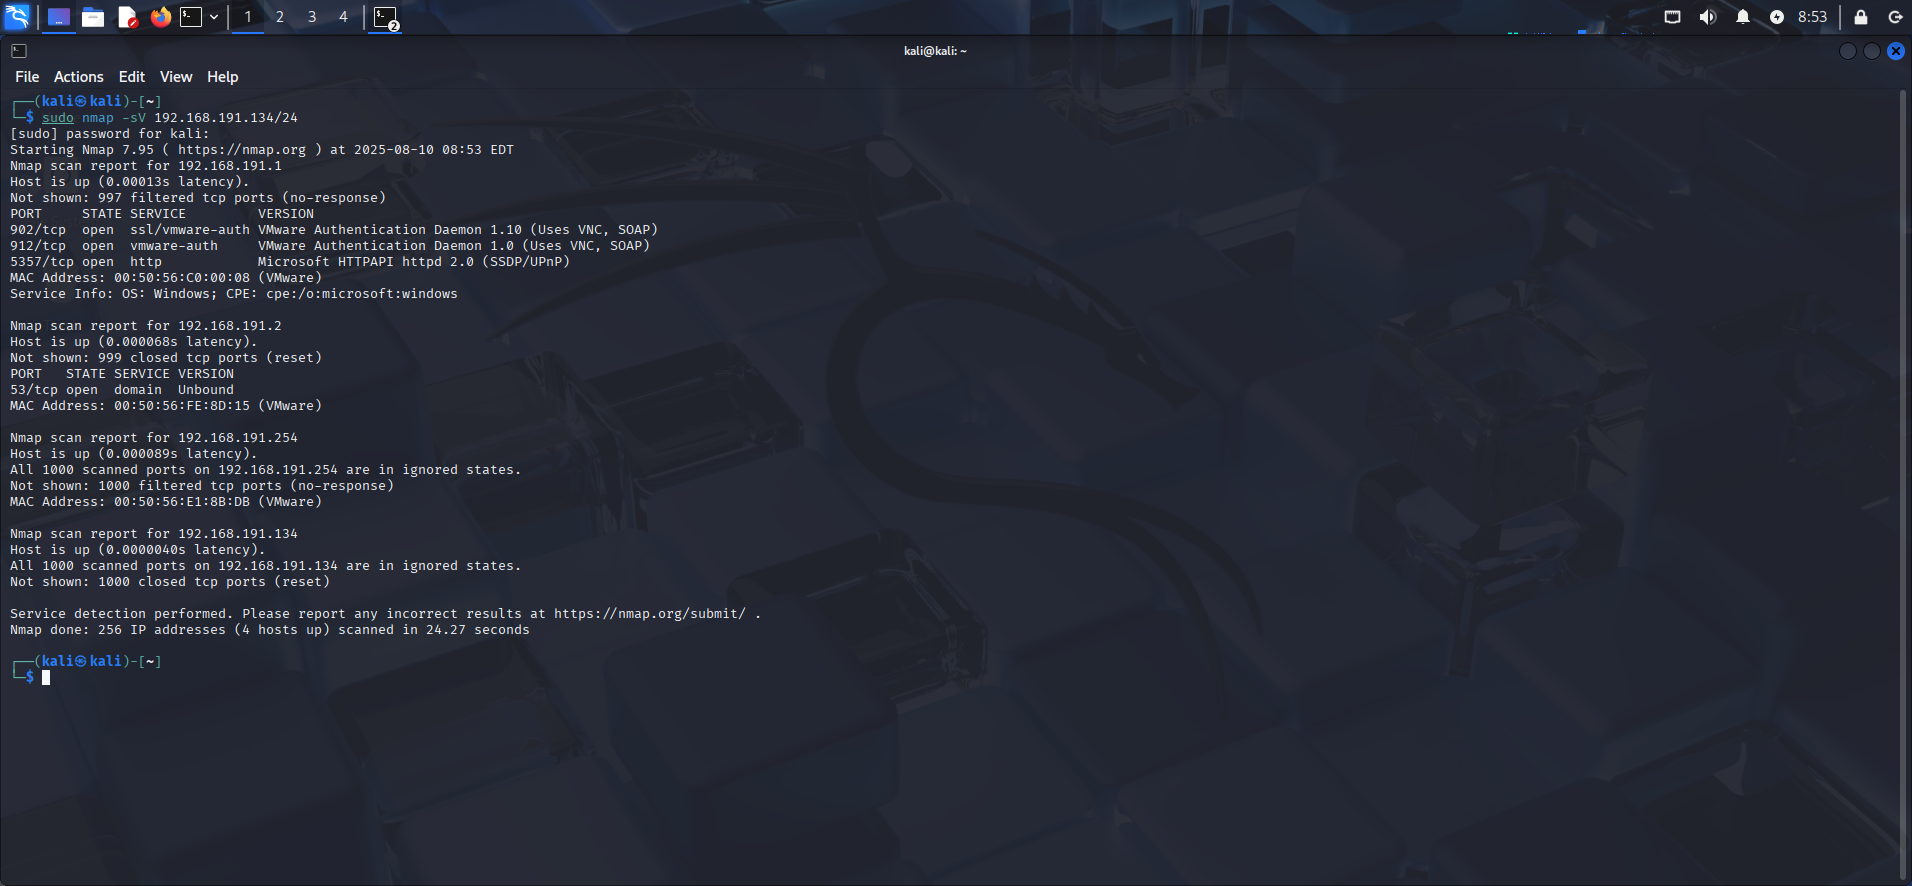 1 2 3 4 2 8:53
kali@kali: ~
File Actions Edit View Help
┌──(kali㉿kali)-[~]
└─$ sudo nmap -sV 192.168.191.134/24
[sudo] password for kali:
Starting Nmap 7.95 ( https://nmap.org ) at 2025-08-10 08:53 EDT
Nmap scan report for 192.168.191.1
Host is up (0.00013s latency).
Not shown: 997 filtered tcp ports (no-response)
PORT     STATE SERVICE         VERSION
902/tcp  open  ssl/vmware-auth VMware Authentication Daemon 1.10 (Uses VNC, SOAP)
912/tcp  open  vmware-auth     VMware Authentication Daemon 1.0 (Uses VNC, SOAP)
5357/tcp open  http            Microsoft HTTPAPI httpd 2.0 (SSDP/UPnP)
MAC Address: 00:50:56:C0:00:08 (VMware)
Service Info: OS: Windows; CPE: cpe:/o:microsoft:windows
Nmap scan report for 192.168.191.2
Host is up (0.000068s latency).
Not shown: 999 closed tcp ports (reset)
PORT   STATE SERVICE VERSION
53/tcp open  domain  Unbound
MAC Address: 00:50:56:FE:8D:15 (VMware)
Nmap scan report for 192.168.191.254
Host is up (0.000089s latency).
All 1000 scanned ports on 192.168.191.254 are in ignored states.
Not shown: 1000 filtered tcp ports (no-response)
MAC Address: 00:50:56:E1:8B:DB (VMware)
Nmap scan report for 192.168.191.134
Host is up (0.0000040s latency).
All 1000 scanned ports on 192.168.191.134 are in ignored states.
Not shown: 1000 closed tcp ports (reset)
Service detection performed. Please report any incorrect results at https://nmap.org/submit/ .
Nmap done: 256 IP addresses (4 hosts up) scanned in 24.27 seconds
┌──(kali㉿kali)-[~]
└─$